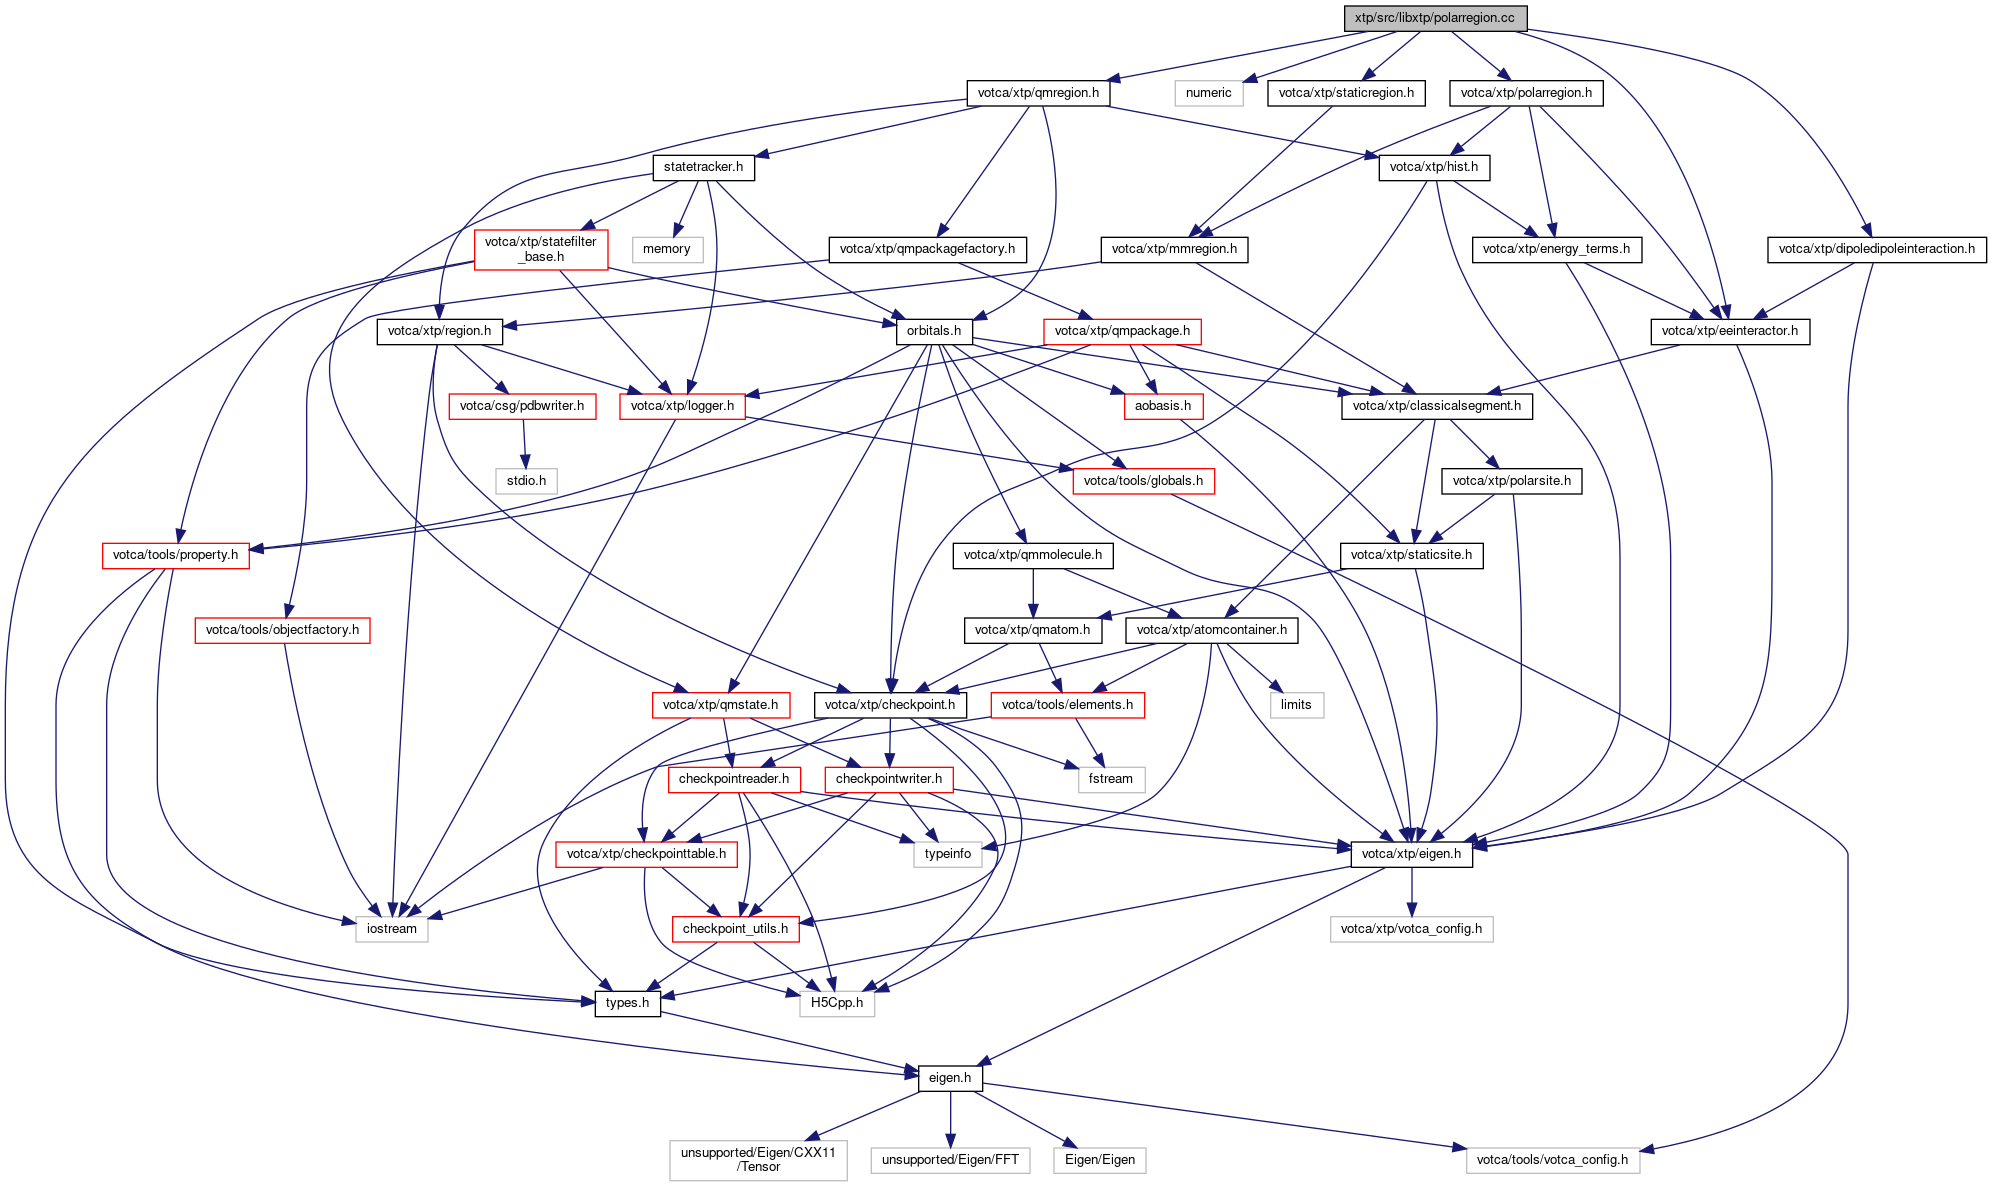 xtp/src/libxtp/polarregion.cc
votca/xtp/qmregion.h
numeric
votca/xtp/staticregion.h
votca/xtp/polarregion.h
statetracker.h
votca/xtp/hist.h
votca/xtp/statefilter
_base.h
memory
votca/xtp/qmpackagefactory.h
votca/xtp/mmregion.h
votca/xtp/energy_terms.h
votca/xtp/dipoledipoleinteraction.h
votca/xtp/region.h
orbitals.h
votca/xtp/qmpackage.h
votca/xtp/eeinteractor.h
votca/csg/pdbwriter.h
votca/xtp/logger.h
aobasis.h
votca/xtp/classicalsegment.h
stdio.h
votca/tools/globals.h
votca/xtp/polarsite.h
votca/tools/property.h
votca/xtp/qmmolecule.h
votca/xtp/staticsite.h
votca/tools/objectfactory.h
votca/xtp/qmatom.h
votca/xtp/atomcontainer.h
votca/xtp/qmstate.h
votca/xtp/checkpoint.h
votca/tools/elements.h
limits
checkpointreader.h
checkpointwriter.h
fstream
votca/xtp/checkpointtable.h
typeinfo
votca/xtp/eigen.h
iostream
checkpoint_utils.h
votca/xtp/votca_config.h
types.h
H5Cpp.h
eigen.h
unsupported/Eigen/CXX11
/Tensor
unsupported/Eigen/FFT
Eigen/Eigen
votca/tools/votca_config.h